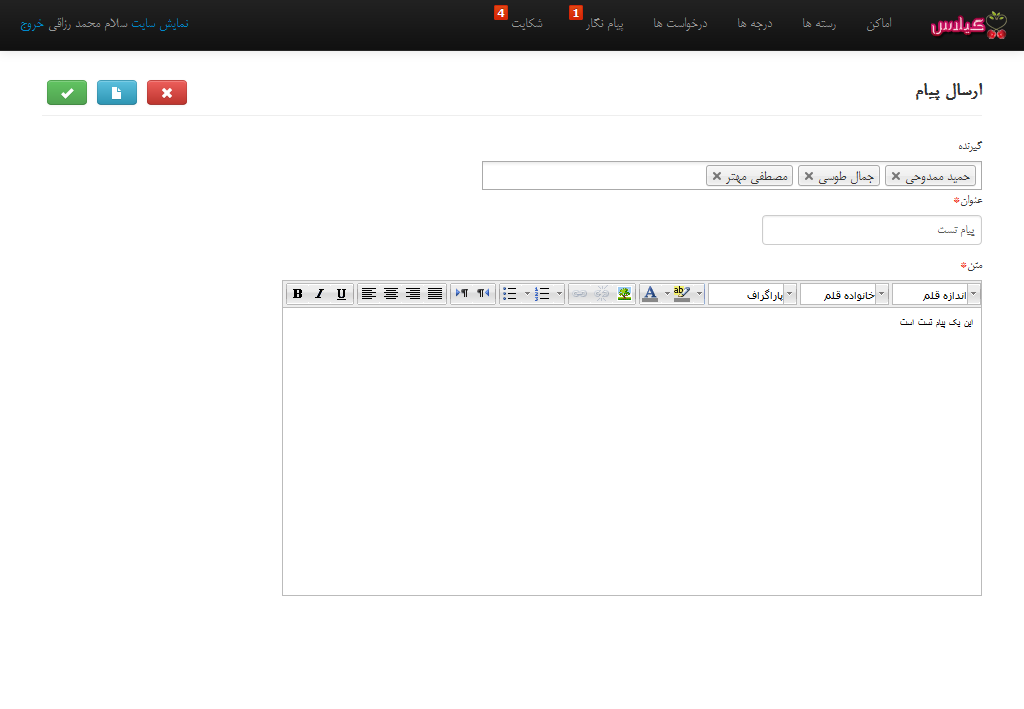 گیلاس
اماکن
رسته ها
درجه ها
درخواست ها
پیام نگار 1
شکایت 4
نمایش سایت سلام محمد رزاقی خروج
ارسال پیام
گیرنده
حمید ممدوحی
جمال طوسی
مصطفی مهتر
عنوان*
پیام تست
متن*
B I U
اندازه قلم
خانواده قلم
پاراگراف
این یک پیام تست است